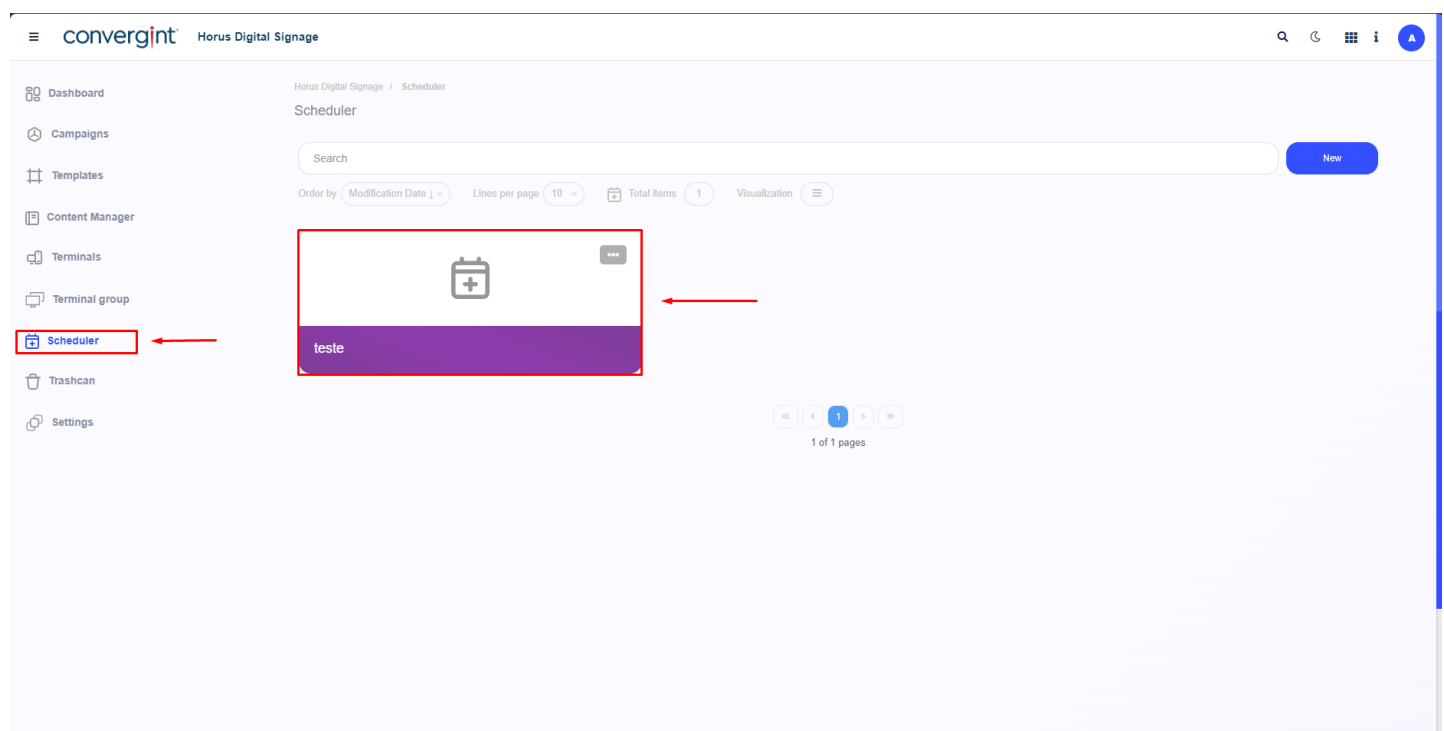 convergint Horus Digital Signage
A
Dashboard
Campaigns
Templates
Content Manager
Terminals
Terminal group
Scheduler
Trashcan
Settings
Horus Digital Signage / Scheduler
Scheduler
Search
New
Order by Modification Date ↓ Lines per page 10 Total items 1 Visualization
teste
« ‹ 1 › »
1 of 1 pages